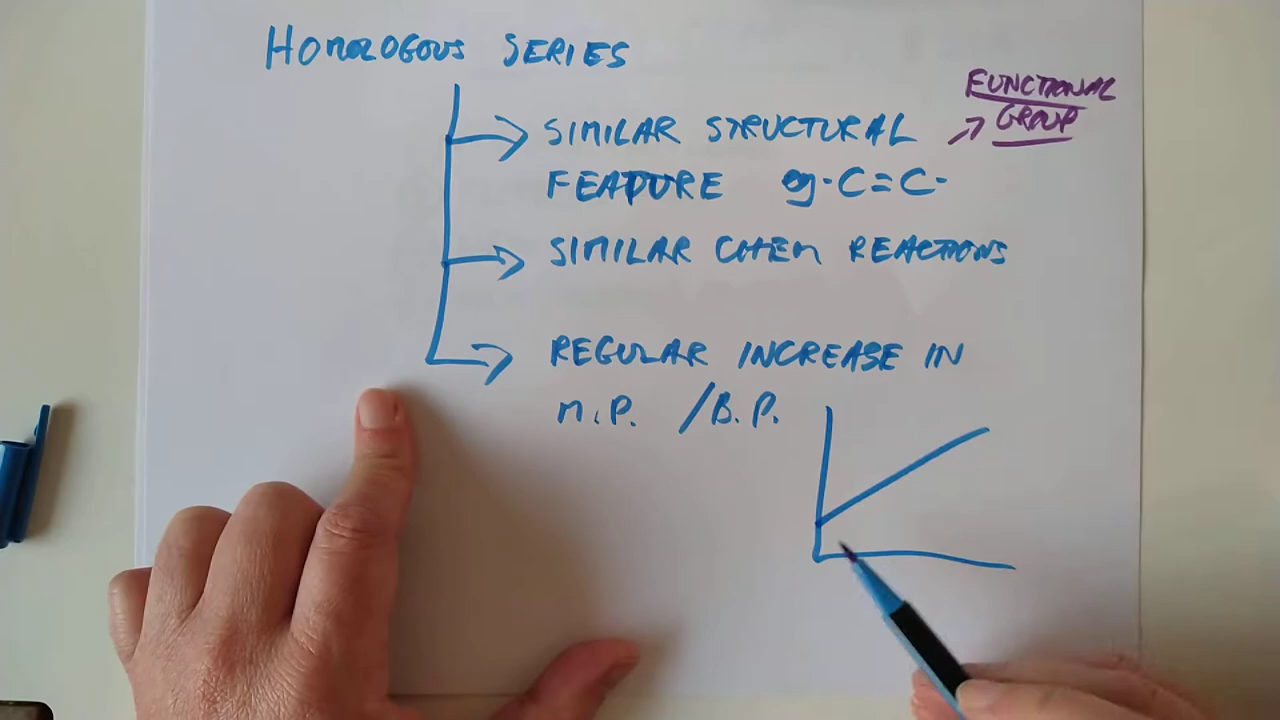 HOMOLOGOUS SERIES
SIMILAR STRUCTURAL
FEATURE eg -C=C-
FUNCTIONAL
GROUP
SIMILAR CHEM REACTIONS
REGULAR INCREASE IN
M.P. /B.P.